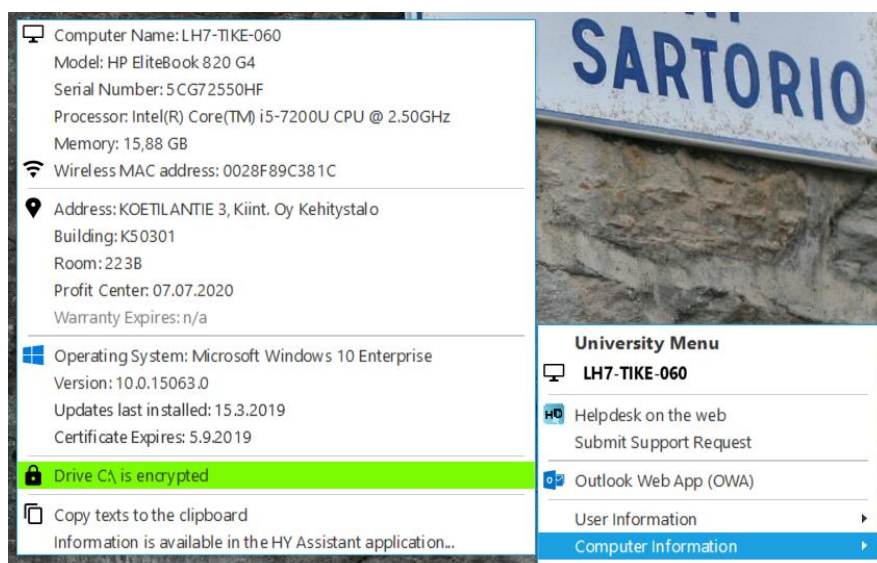 Computer Name: LH7-TIKE-060
Model: HP EliteBook 820 G4
Serial Number: 5CG72550HF
Processor: Intel(R) Core(TM) i5-7200U CPU @ 2.50GHz
Memory: 15,88 GB
Wireless MAC address: 0028F89C381C
Address: KOETILANTIE 3, Kiint. Oy Kehitystalo
Building: K50301
Room: 223B
Profit Center: 07.07.2020
Warranty Expires: n/a
Operating System: Microsoft Windows 10 Enterprise
Version: 10.0.15063.0
Updates last installed: 15.3.2019
Certificate Expires: 5.9.2019
Drive C:\ is encrypted
Copy texts to the clipboard
Information is available in the HY Assistant application...
SARTORIO
University Menu
LH7-TIKE-060
HD
Helpdesk on the web
Submit Support Request
Outlook Web App (OWA)
User Information
Computer Information